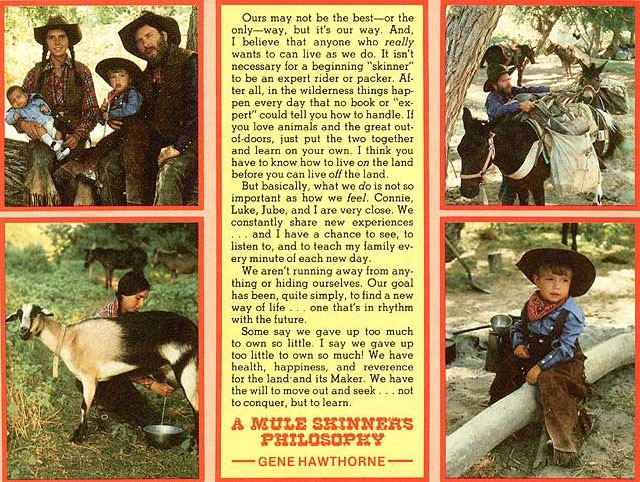 Ours may not be the best—or the
only—way, but it's our way. And,
I believe that anyone who really
wants to can live as we do. It isn't
necessary for a beginning "skinner"
to be an expert rider or packer. Af-
ter all, in the wilderness things hap-
pen every day that no book or "ex-
pert" could tell you how to handle. If
you love animals and the great out-
of-doors, just put the two together
and learn on your own. I think you
have to know how to live on the land
before you can live off the land.
But basically, what we do is not so
important as how we feel. Connie,
Luke, Jube, and I are very close. We
constantly share new experiences
. . . and I have a chance to see, to
listen to, and to teach my family ev-
ery minute of each new day.
We aren't running away from any-
thing or hiding ourselves. Our goal
has been, quite simply, to find a new
way of life . . . one that's in rhythm
with the future.
Some say we gave up too much
to own so little. I say we gave up
too little to own so much! We have
health, happiness, and reverence
for the land and its Maker. We have
the will to move out and seek . . . not
to conquer, but to learn.
A MULE SKINNER'S
PHILOSOPHY
GENE HAWTHORNE